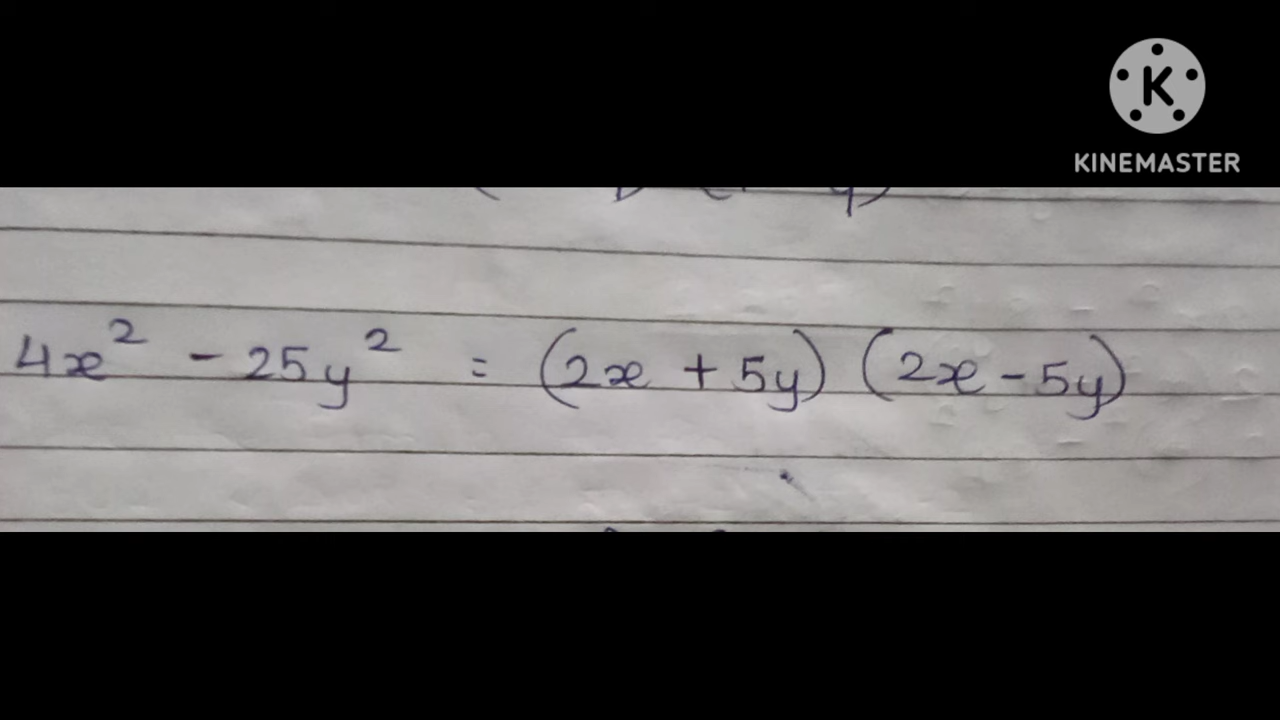 KINEMASTER
4x² - 25y² = (2x + 5y) (2x - 5y)